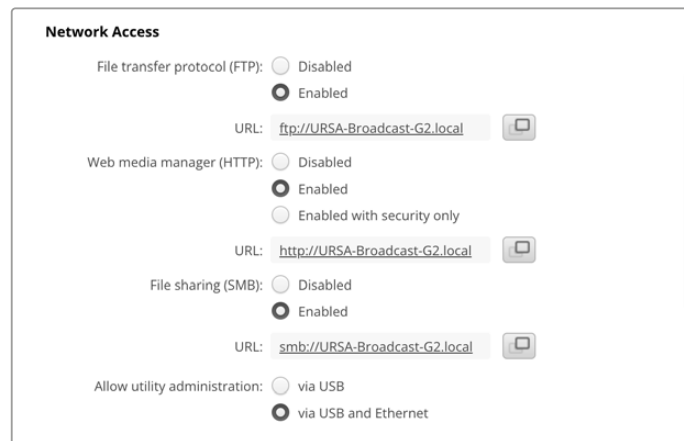 Network Access
File transfer protocol (FTP): Disabled
Enabled
URL: ftp://URSA-Broadcast-G2.local
Web media manager (HTTP): Disabled
Enabled
Enabled with security only
URL: http://URSA-Broadcast-G2.local
File sharing (SMB): Disabled
Enabled
URL: smb://URSA-Broadcast-G2.local
Allow utility administration: via USB
via USB and Ethernet